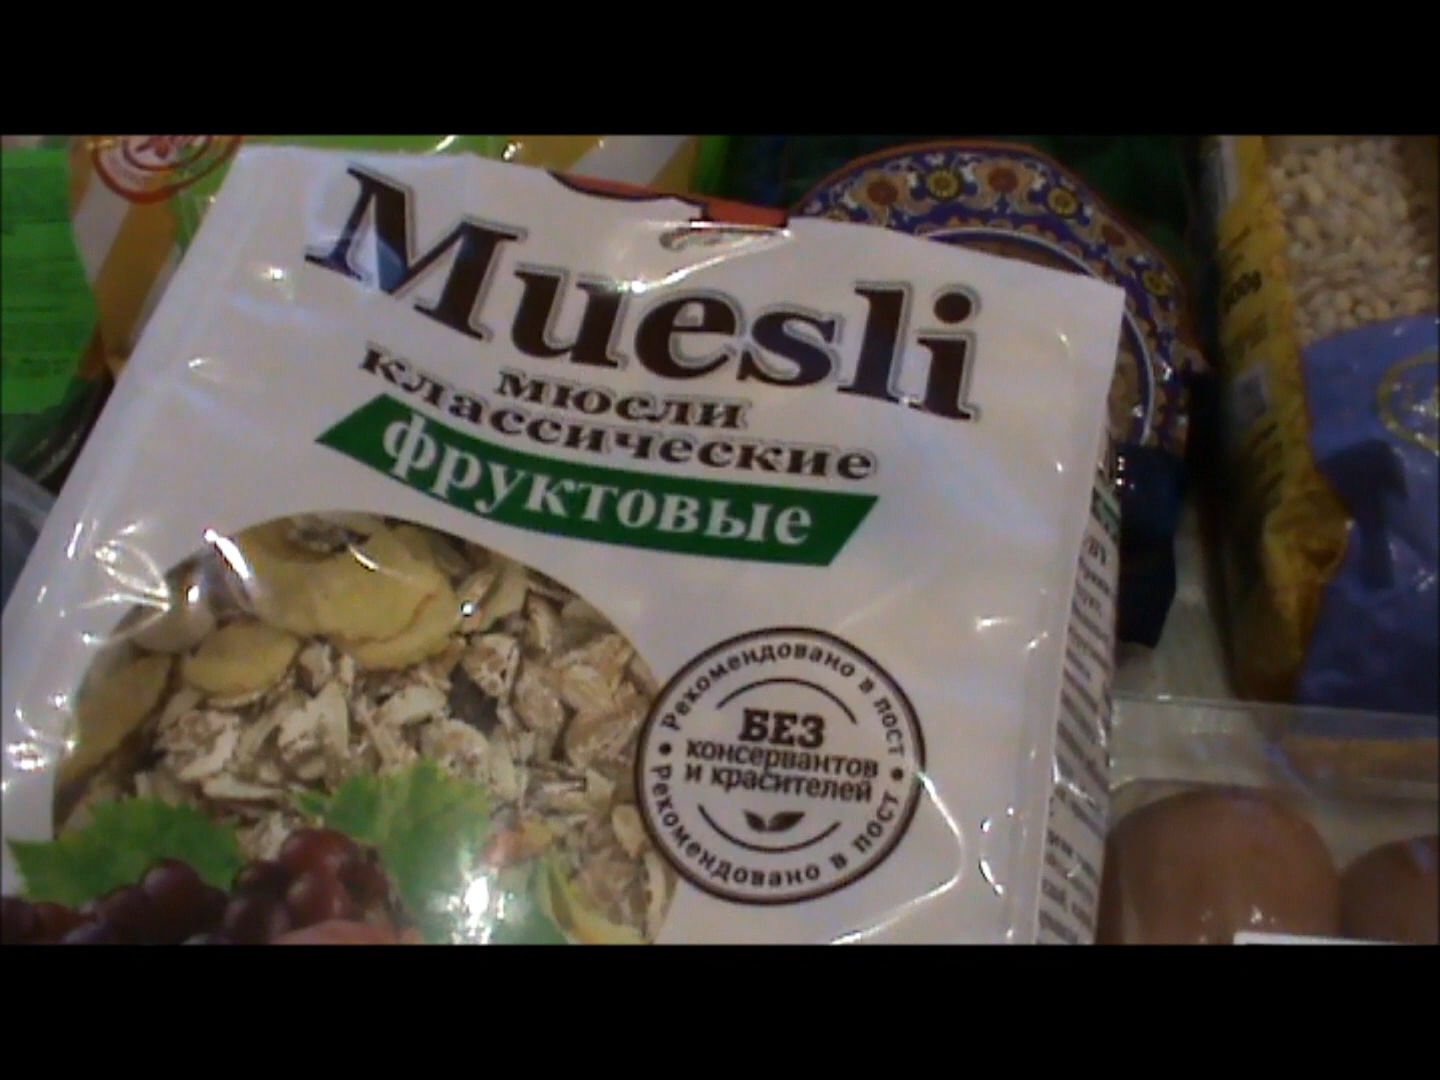 Muesli
мюсли
классические
фруктовые
Рекомендовано в пост
БЕЗ
консервантов
и красителей
Рекомендовано в пост